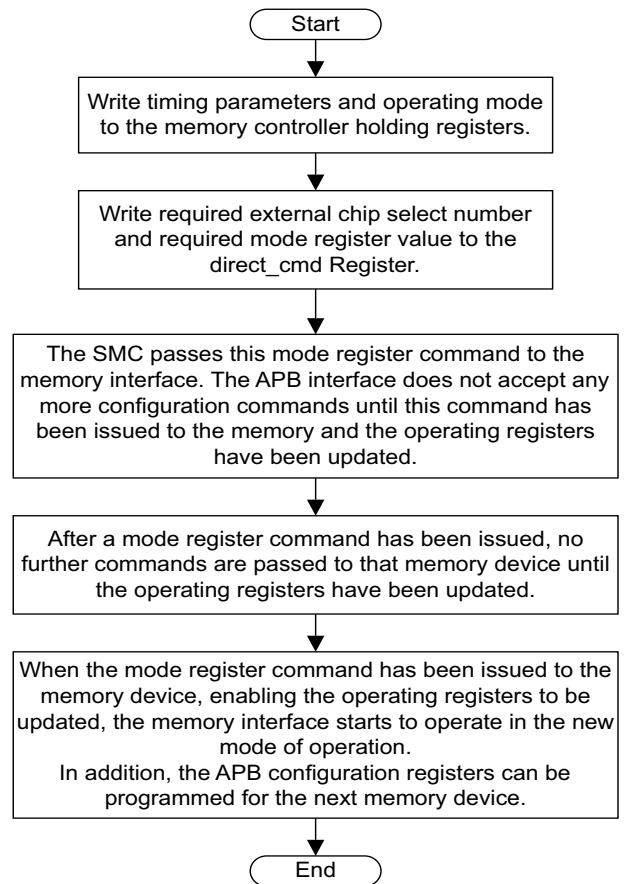 Start
Write timing parameters and operating mode
to the memory controller holding registers.
Write required external chip select number
and required mode register value to the
direct_cmd Register.
The SMC passes this mode register command to the
memory interface. The APB interface does not accept any
more configuration commands until this command has
been issued to the memory and the operating registers
have been updated.
After a mode register command has been issued, no
further commands are passed to that memory device until
the operating registers have been updated.
When the mode register command has been issued to the
memory device, enabling the operating registers to be
updated, the memory interface starts to operate in the new
mode of operation.
In addition, the APB configuration registers can be
programmed for the next memory device.
End